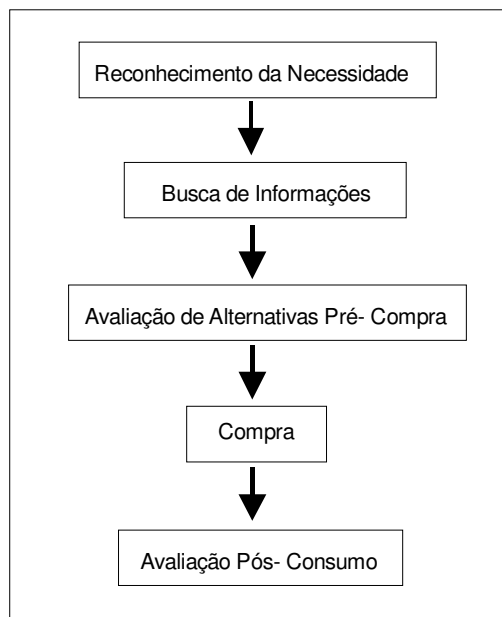 Reconhecimento da Necessidade
Busca de Informações
Avaliação de Alternativas Pré- Compra
Compra
Avaliação Pós- Consumo